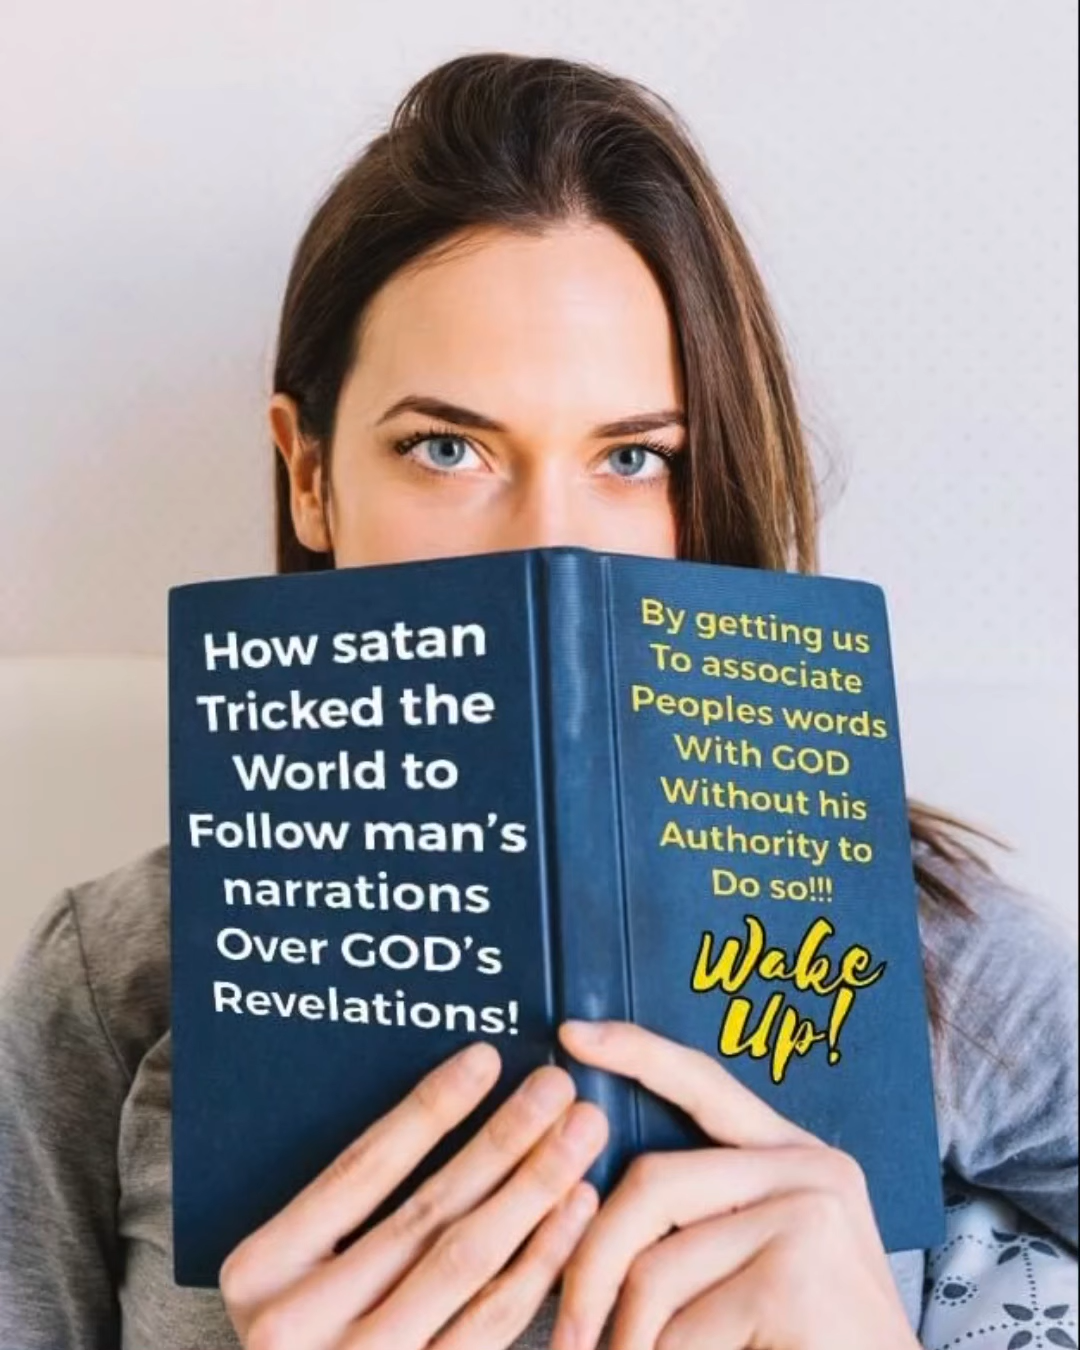 How satan
Tricked the
World to
Follow man's
narrations
Over GOD's
Revelations!
By getting us
To associate
Peoples words
With GOD
Without his
Authority to
Do so!!!
Wake
Up!